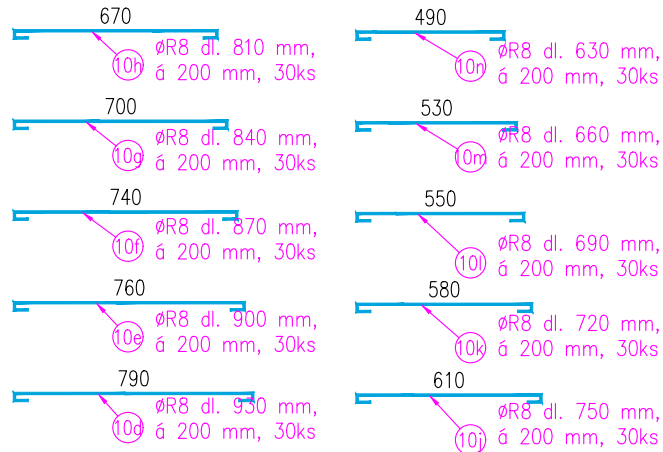 670
10h
øR8 dl. 810 mm,
á 200 mm, 30ks
700
10g
øR8 dl. 840 mm,
á 200 mm, 30ks
740
10f
øR8 dl. 870 mm,
á 200 mm, 30ks
760
10e
øR8 dl. 900 mm,
á 200 mm, 30ks
790
10d
øR8 dl. 930 mm,
á 200 mm, 30ks
490
10n
øR8 dl. 630 mm,
á 200 mm, 30ks
530
10m
øR8 dl. 660 mm,
á 200 mm, 30ks
550
10l
øR8 dl. 690 mm,
á 200 mm, 30ks
580
10k
øR8 dl. 720 mm,
á 200 mm, 30ks
610
10j
øR8 dl. 750 mm,
á 200 mm, 30ks